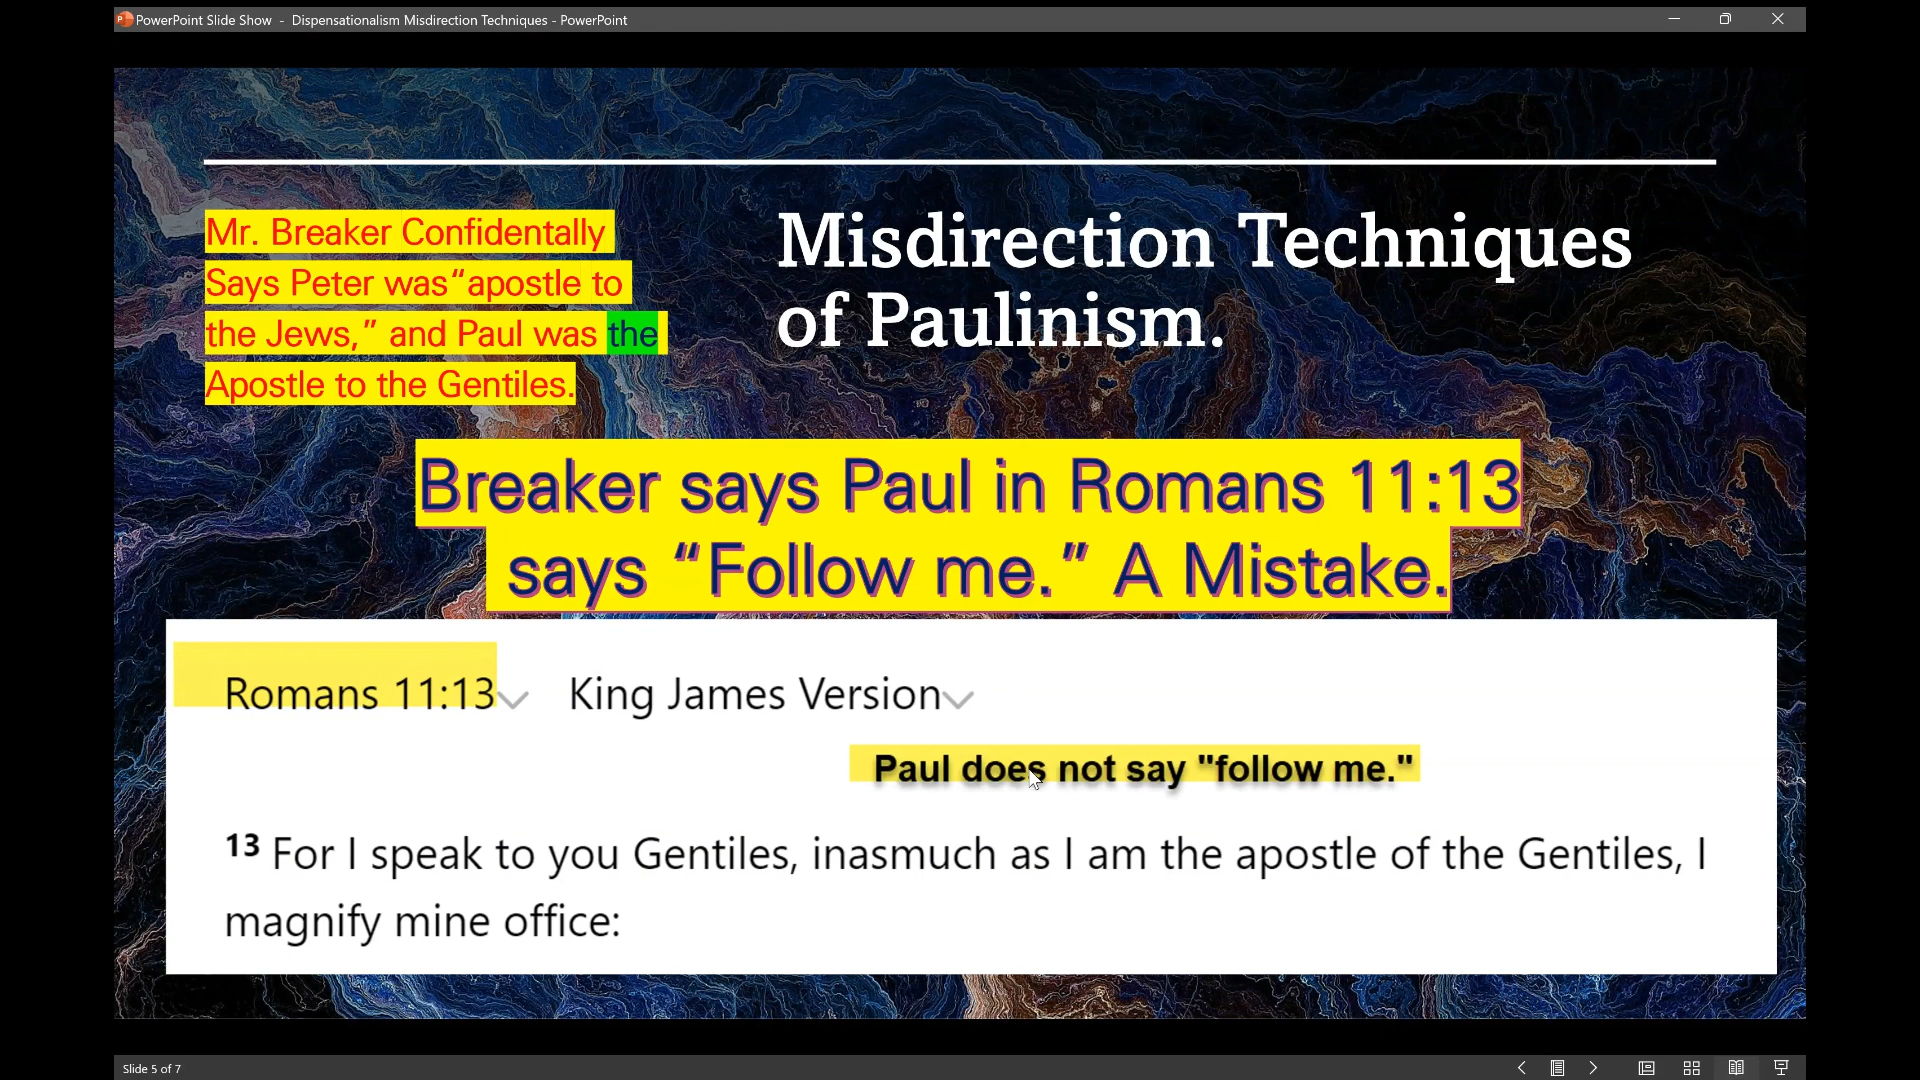 PowerPoint Slide Show - Dispensationalism Misdirection Techniques - PowerPoint
Mr. Breaker Confidentally
Says Peter was“apostle to
the Jews,” and Paul was the
Apostle to the Gentiles.
Misdirection Techniques
of Paulinism.
Breaker says Paul in Romans 11:13
says “Follow me.” A Mistake.
Romans 11:13 King James Version
Paul does not say "follow me."
13 For I speak to you Gentiles, inasmuch as I am the apostle of the Gentiles, I
magnify mine office:
Slide 5 of 7